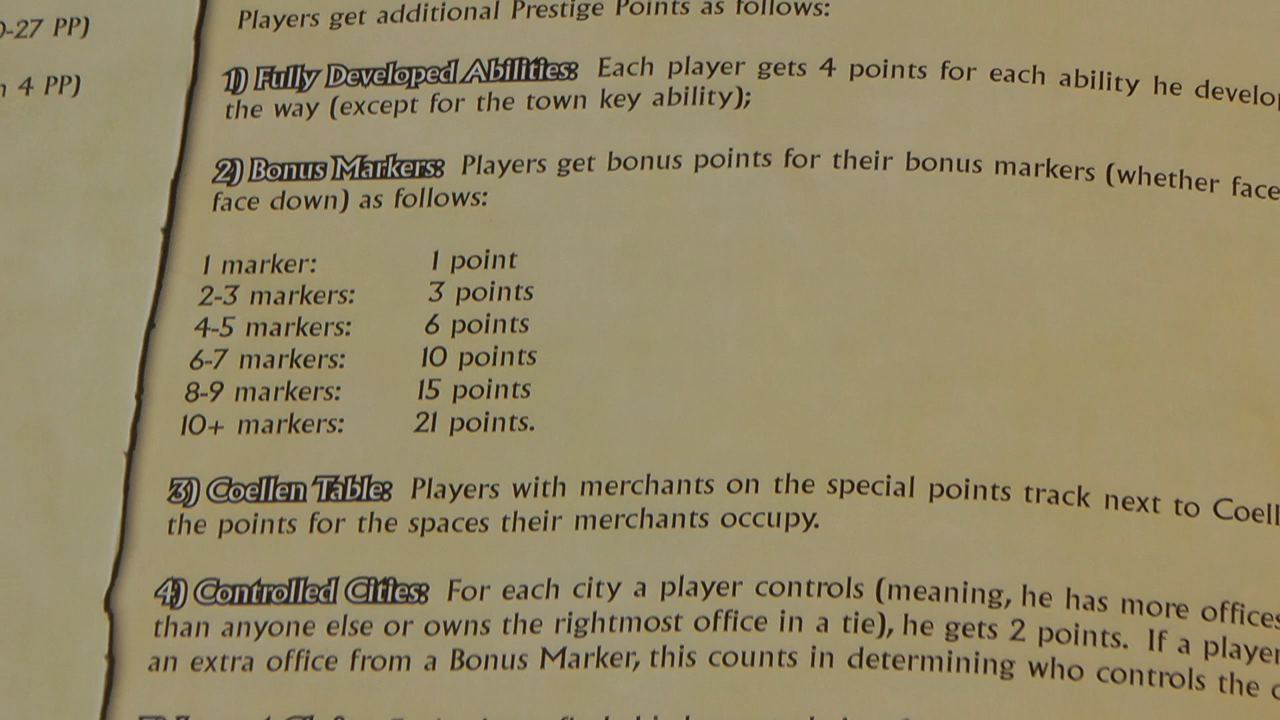 0-27 PP)
4 PP)
Players get additional Prestige Points as follows:
1) Fully Developed Abilities: Each player gets 4 points for each ability he
the way (except for the town key ability);
2) Bonus Markers: Players get bonus points for their bonus markers (whether face
face down) as follows:
1 marker: 1 point
2-3 markers: 3 points
4-5 markers: 6 points
6-7 markers: 10 points
8-9 markers: 15 points
10+ markers: 21 points.
3) Coellen Table: Players with merchants on the special points track next to
the points for the spaces their merchants occupy.
4) Controlled Cities: For each city a player controls (meaning, he has more offices
than anyone else or owns the rightmost office in a tie), he gets 2 points. If a player
an extra office from a Bonus Marker, this counts in determining who controls the